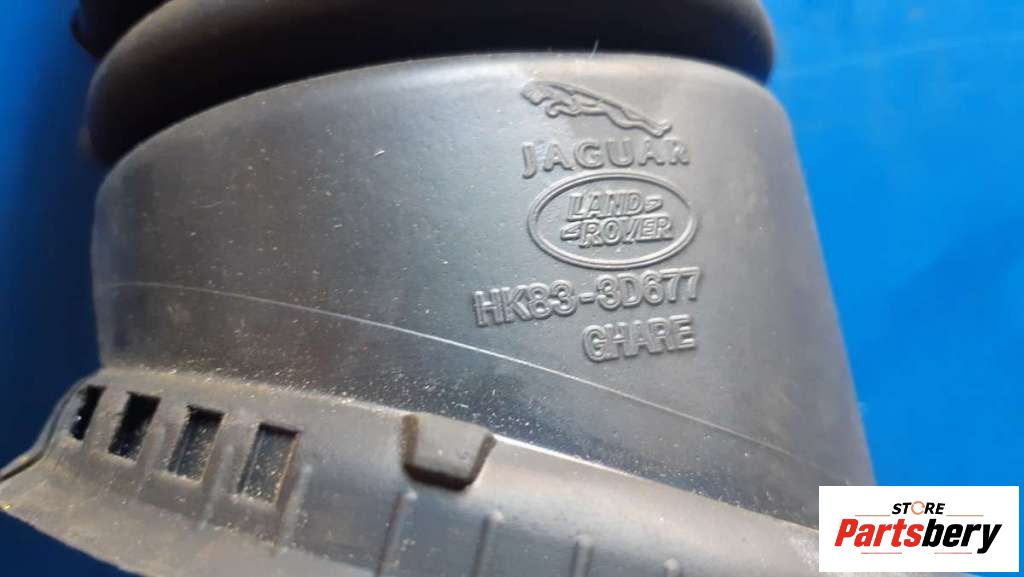 JAGUAR
LAND
ROVER
HK83-3D677
GHARE
STORE
Partsbery